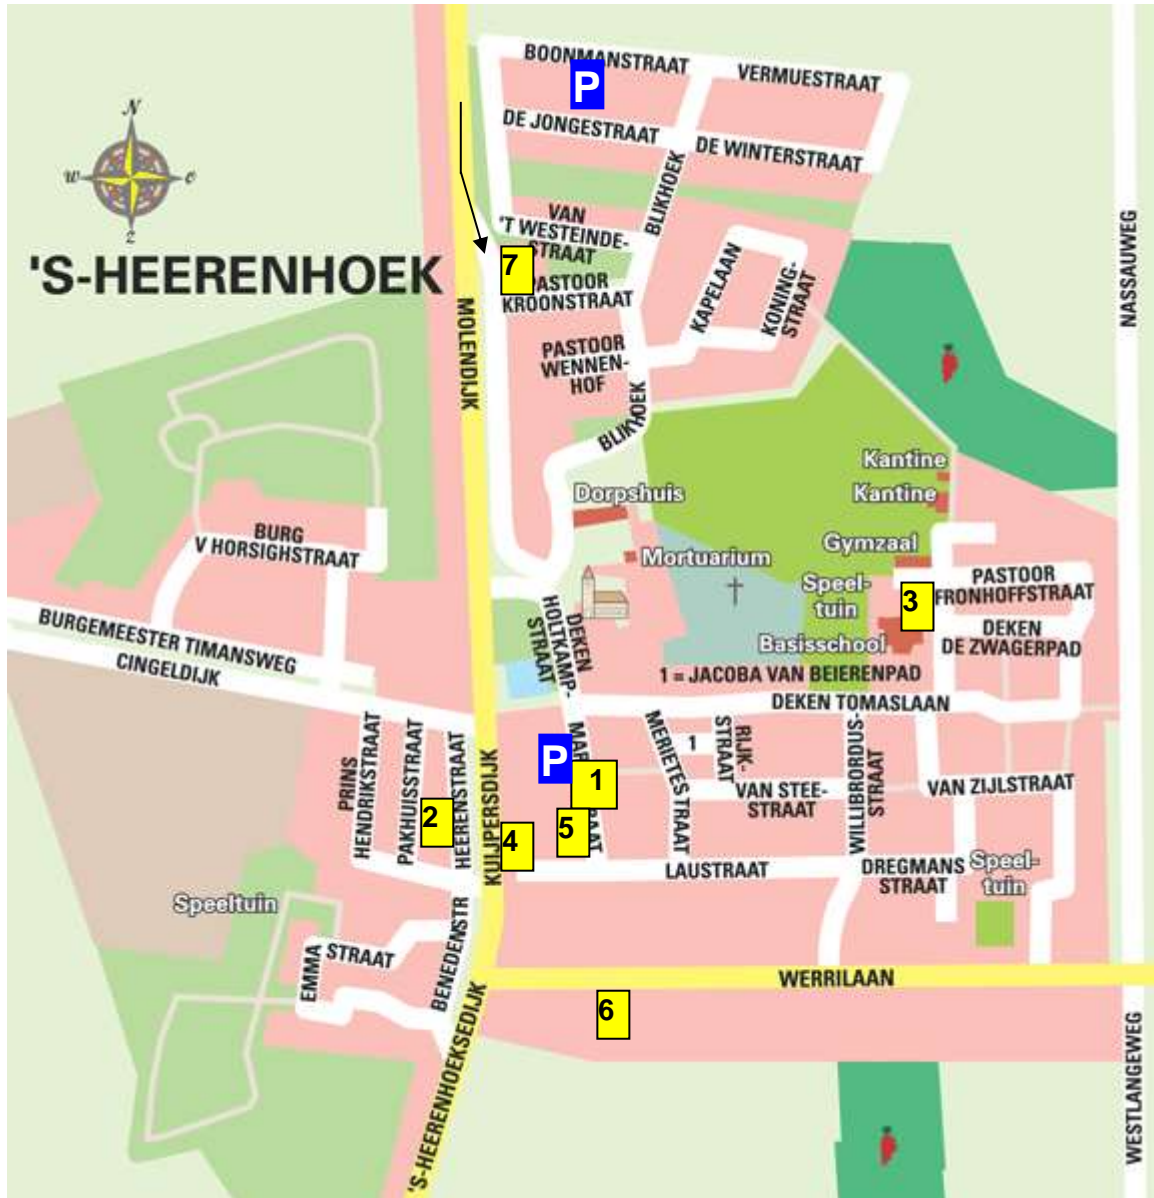 BOONMANSTRAAT
VERMUESTRAAT
P
DE JONGESTRAAT
DE WINTERSTRAAT
N
W
O
Z
'S-HEERENHOEK
VAN
'T WESTEINDE-
STRAAT
BLIKHOEK
7
PASTOOR
KROONSTRAAT
KAPELAAN
KONING-
STRAAT
NASSAUWEG
MOLENDIJK
PASTOOR
WENNEN-
HOF
BLIKHOEK
Kantine
Kantine
Dorpshuis
BURG
V HORSIGHSTRAAT
Gymzaal
Mortuarium
Speel-
tuin
PASTOOR
FRONHOFFSTRAAT
3
DEKEN
HOLTKAMP-
STRAAT
BURGEMEESTER TIMANSWEG
CINGELDIJK
Basisschool
DEKEN
DE ZWAGERPAD
1 = JACOBA VAN BEIERENPAD
DEKEN TOMASLAAN
PRINS
HENDRIKSTRAAT
PAKHUISSTRAAT
HEERENSTRAAT
KUIJPERSDIJK
P
1
MERIETESTRAAT
1
RIJK-
STRAAT
VAN STEE-
STRAAT
WILLIBRORDUS-
STRAAT
VAN ZIJLSTRAAT
2
4
5
LAUSTRAAT
DREGMANS
STRAAT
Speel-
tuin
Speeltuin
EMMA
STRAAT
BENEDENSTR
WERRILAAN
6
'S-HEERENHOEKSEDIJK
WESTLANGEWEG